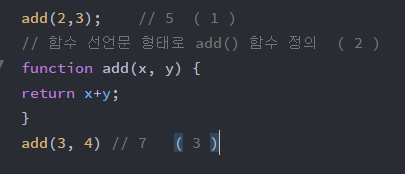 add(2,3);     // 5  ( 1 )
// 함수 선언문 형태로 add() 함수 정의  ( 2 )
function add(x, y) {
return x+y;
}
add(3, 4) // 7   ( 3 )